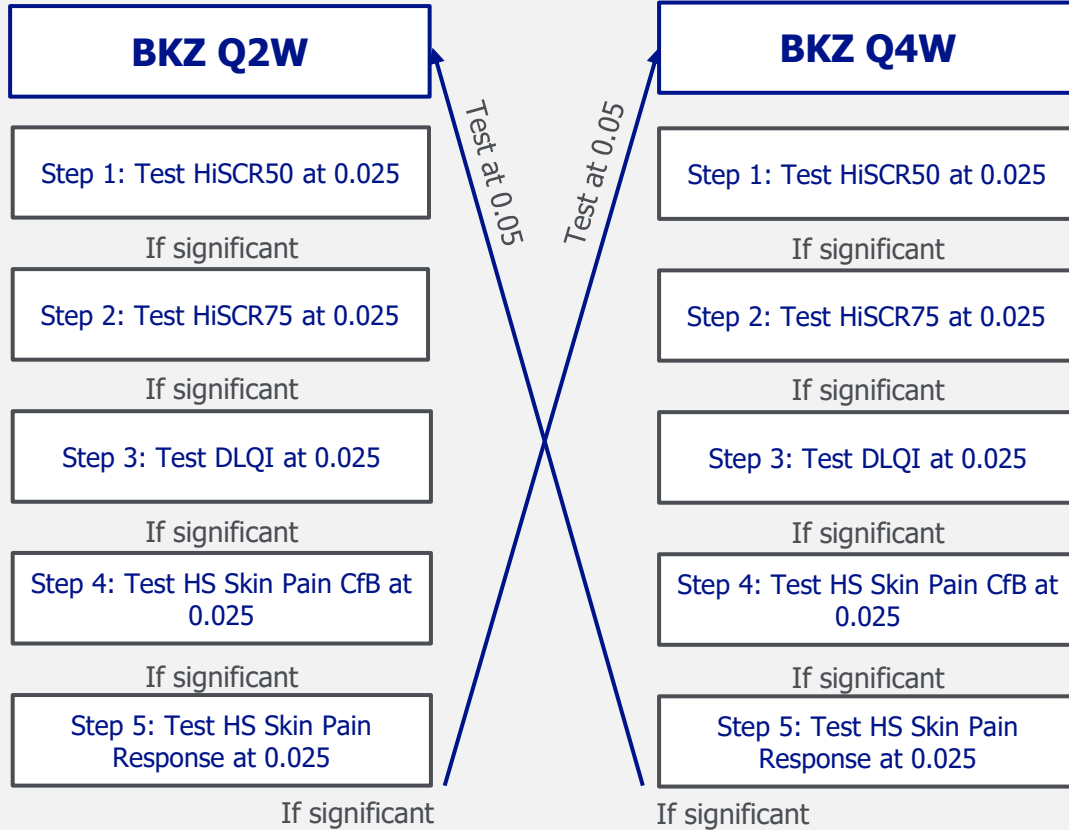 BKZ Q2W
Step 1: Test HiSCR50 at 0.025
If significant
Step 2: Test HiSCR75 at 0.025
If significant
Step 3: Test DLQI at 0.025
If significant
Step 4: Test HS Skin Pain CfB at
0.025
If significant
Step 5: Test HS Skin Pain
Response at 0.025
If significant
Test at 0.05
Test at 0.05
BKZ Q4W
Step 1: Test HiSCR50 at 0.025
If significant
Step 2: Test HiSCR75 at 0.025
If significant
Step 3: Test DLQI at 0.025
If significant
Step 4: Test HS Skin Pain CfB at
0.025
If significant
Step 5: Test HS Skin Pain
Response at 0.025
If significant